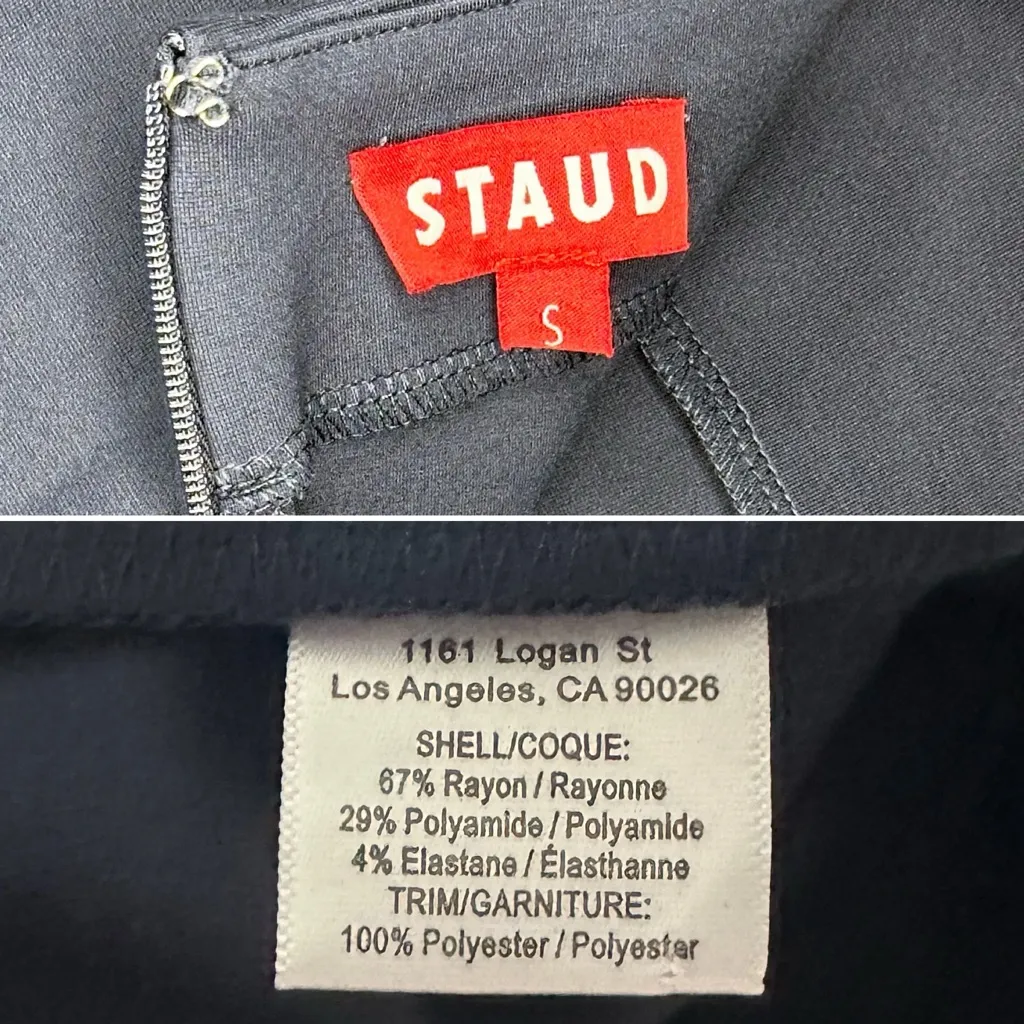 STAUD
S
1161 Logan St
Los Angeles, CA 90026
SHELL/COQUE:
67% Rayon / Rayonne
29% Polyamide / Polyamide
4% Elastane / Élasthanne
TRIM/GARNITURE:
100% Polyester / Polyester